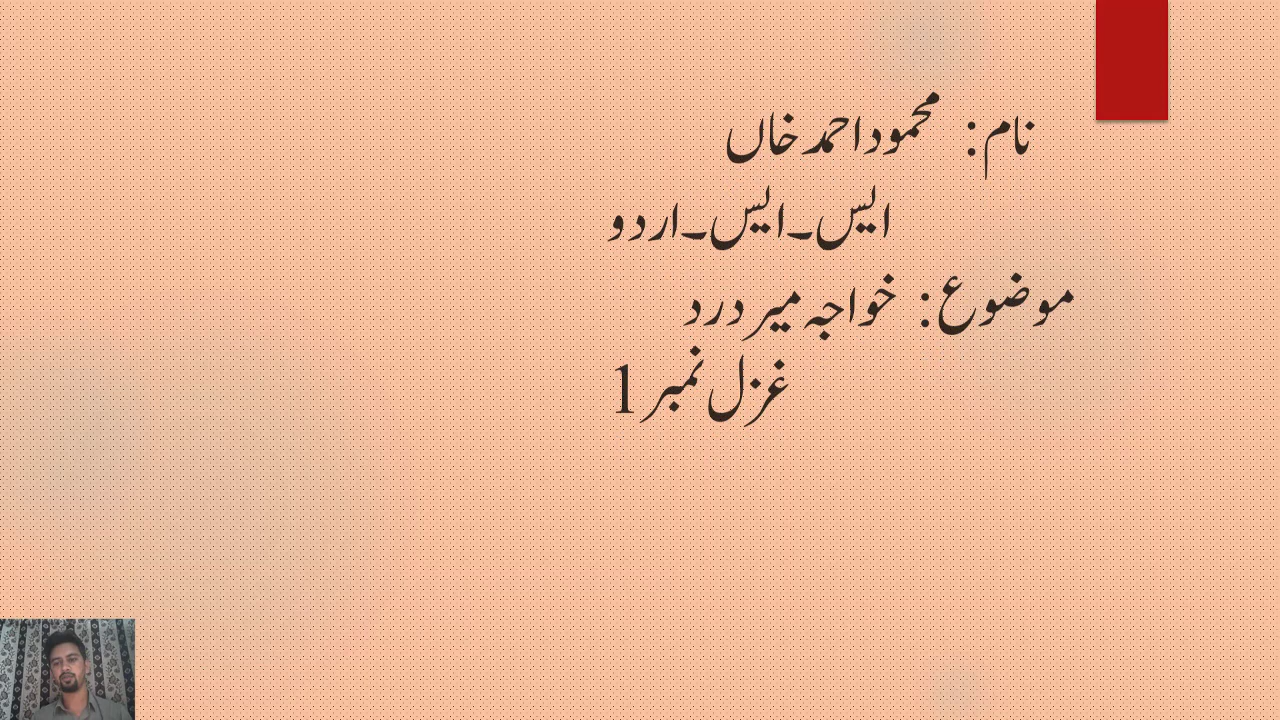 نام: محمود احمد خاں
ایس۔ایس۔اردو
موضوع: خواجہ میر درد
غزل نمبر 1